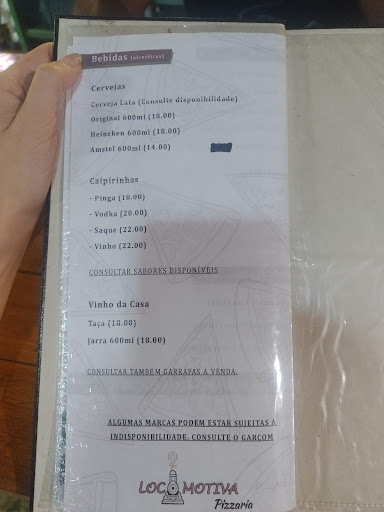 Bebidas (alcoólicas)
Cervejas
Cerveja Lata (Consulte disponibilidade)
Original 600ml (18.00)
Heineken 600ml (18.00)
Amstel 600ml (14.00)
Caipirinhas
- Pinga (18.00)
- Vodka (20.00)
- Saque (22.00)
- Vinho (22.00)
CONSULTAR SABORES DISPONÍVEIS
Vinho da Casa
Taça (18.00)
Jarra 600ml (18.00)
CONSULTAR TAMBEM GARRAFAS A VENDA.
ALGUMAS MARCAS PODEM ESTAR SUJEITAS A
INDISPONIBILIDADE. CONSULTE O GARÇOM
LOCOMOTIVA
Pizzaria